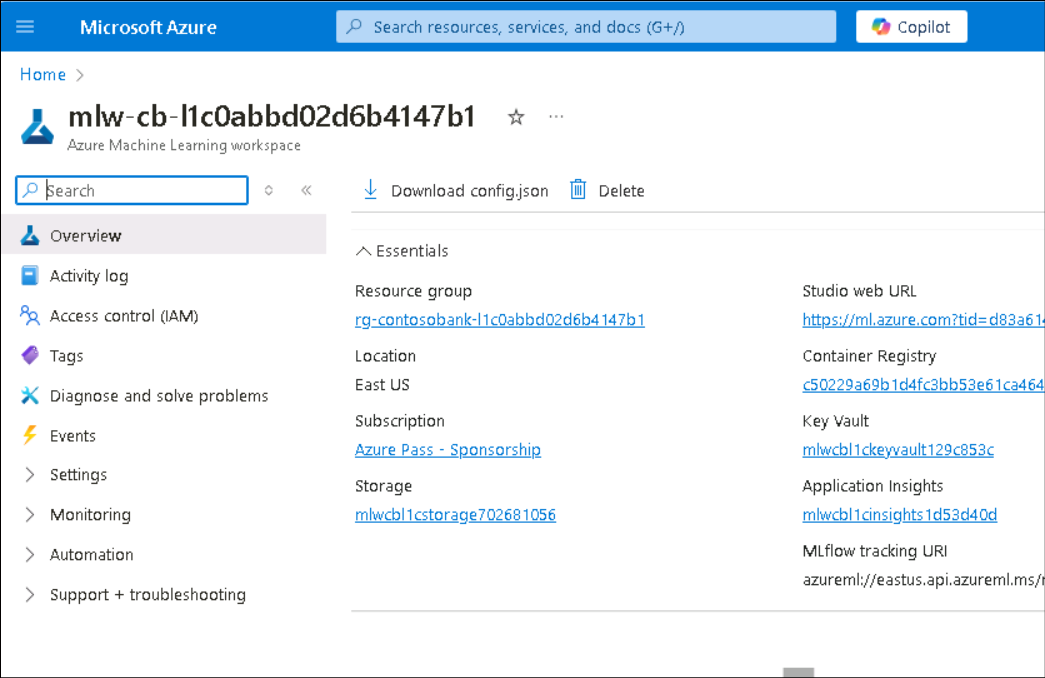 Microsoft Azure
Search resources, services, and docs (G+/)
Copilot
Home
mlw-cb-l1c0abbd02d6b4147b1
Azure Machine Learning workspace
Search
Download config.json
Delete
Overview
Activity log
Access control (IAM)
Tags
Diagnose and solve problems
Events
Settings
Monitoring
Automation
Support + troubleshooting
Essentials
Resource group
rg-contosobank-l1c0abbd02d6b4147b1
Location
East US
Subscription
Azure Pass - Sponsorship
Storage
mlwcbl1cstorage702681056
Studio web URL
https://ml.azure.com?tid=d83a614
Container Registry
c50229a69b1d4fc3bb53e61ca464
Key Vault
mlwcbl1ckeyvault129c853c
Application Insights
mlwcbl1cinsights1d53d40d
MLflow tracking URI
azureml://eastus.api.azureml.ms/